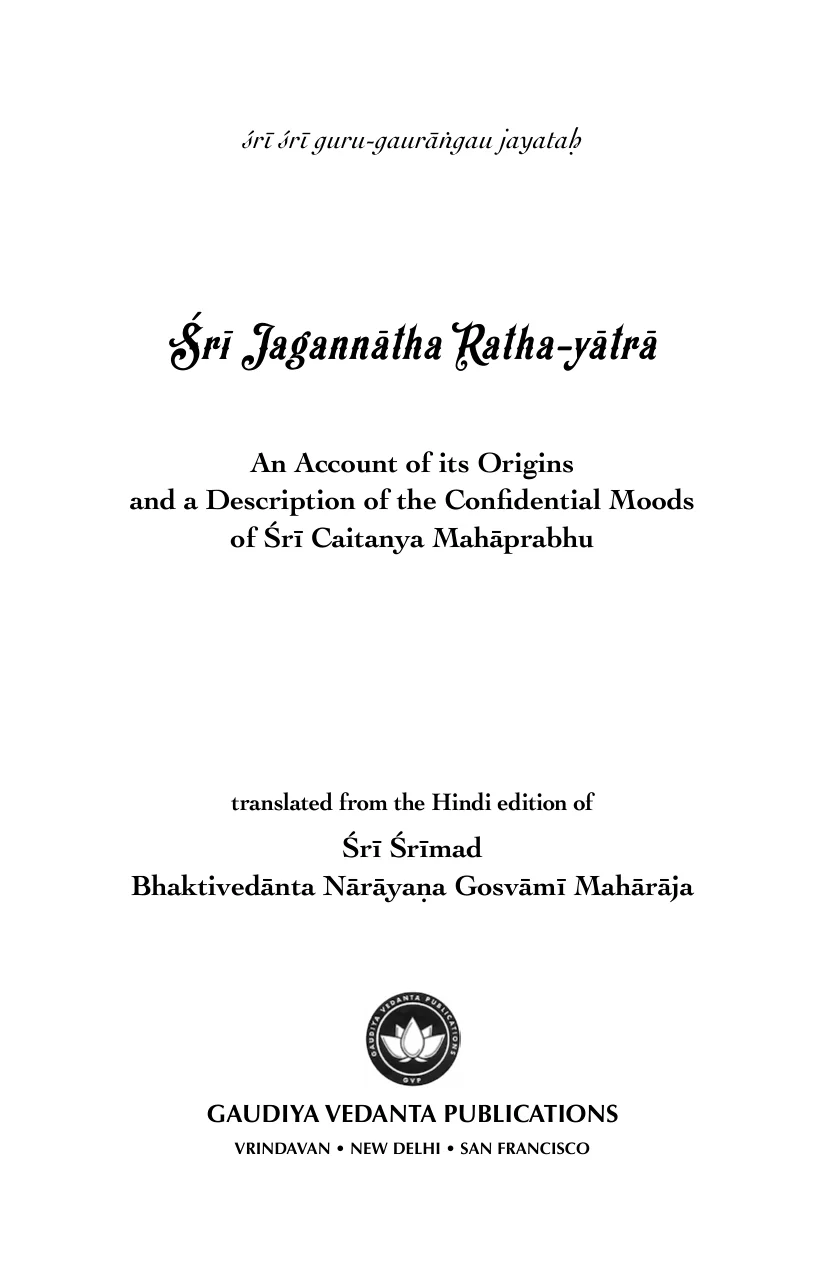 śrī śrī guru-gaurāṅgau jayataḥ
Śrī Jagannātha Ratha-yātrā
An Account of its Origins
and a Description of the Confidential Moods
of Śrī Caitanya Mahāprabhu
translated from the Hindi edition of
Śrī Śrīmad
Bhaktivedānta Nārāyaṇa Gosvāmī Mahārāja
GAUDIYA VEDANTA PUBLICATIONS
GVP
GAUDIYA VEDANTA PUBLICATIONS
VRINDAVAN • NEW DELHI • SAN FRANCISCO